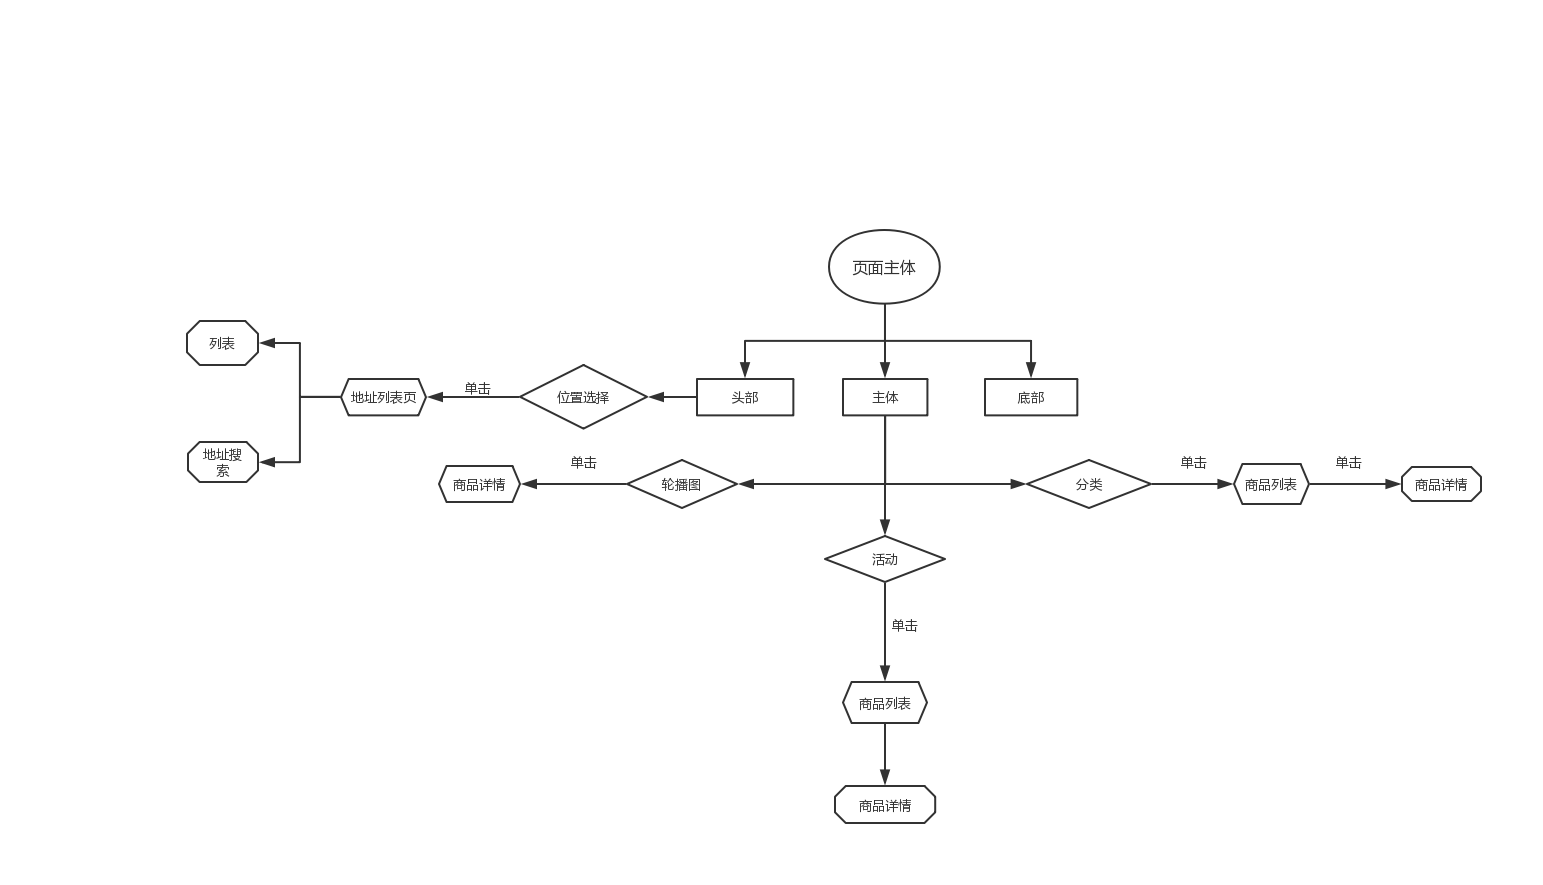 页面主体
列表
地址列表页
单击
位置选择
头部
主体
底部
地址搜
索
商品详情
单击
轮播图
分类
单击
商品列表
单击
商品详情
活动
单击
商品列表
商品详情